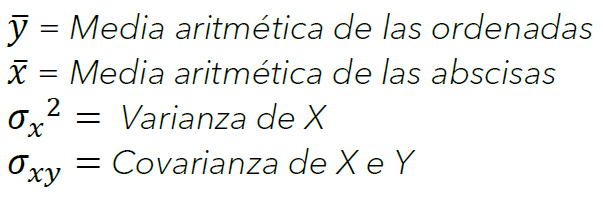 ȳ = Media aritmética de las ordenadas
x̄ = Media aritmética de las abscisas
σₓ² = Varianza de X
σₓᵧ = Covarianza de X e Y